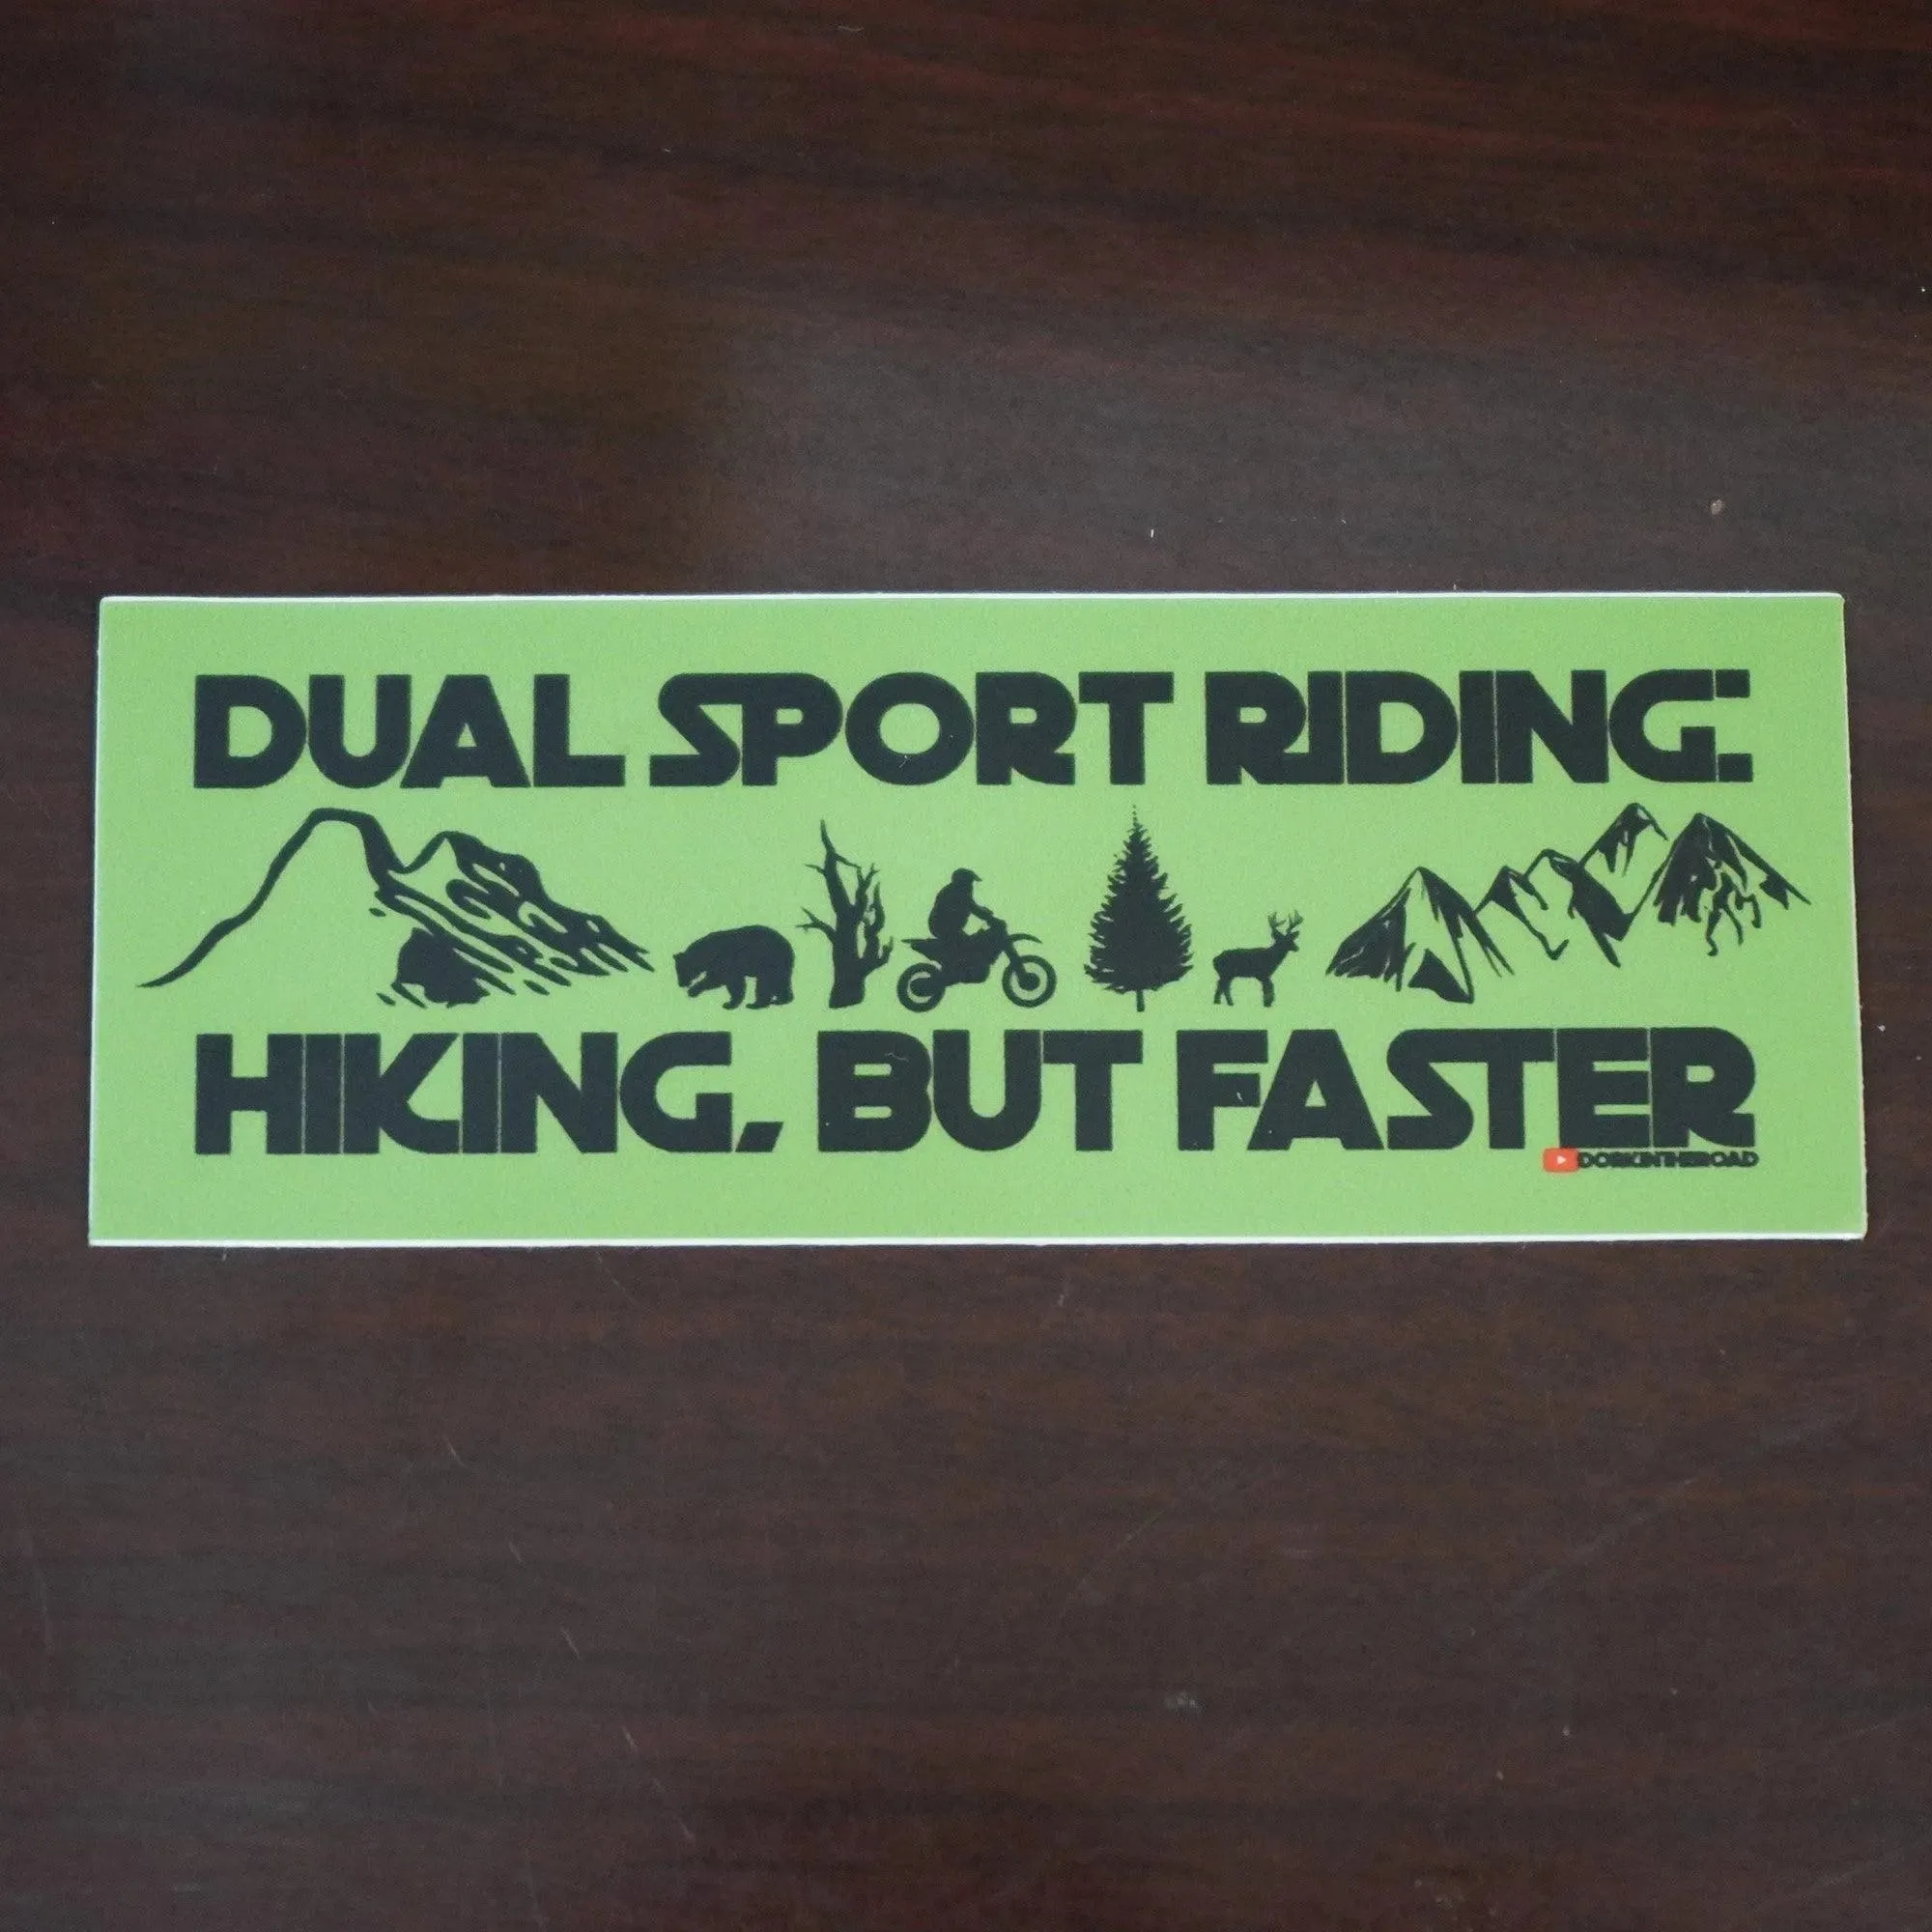 DUAL SPORT RIDING:
HIKING, BUT FASTER
DORKINTHEROAD